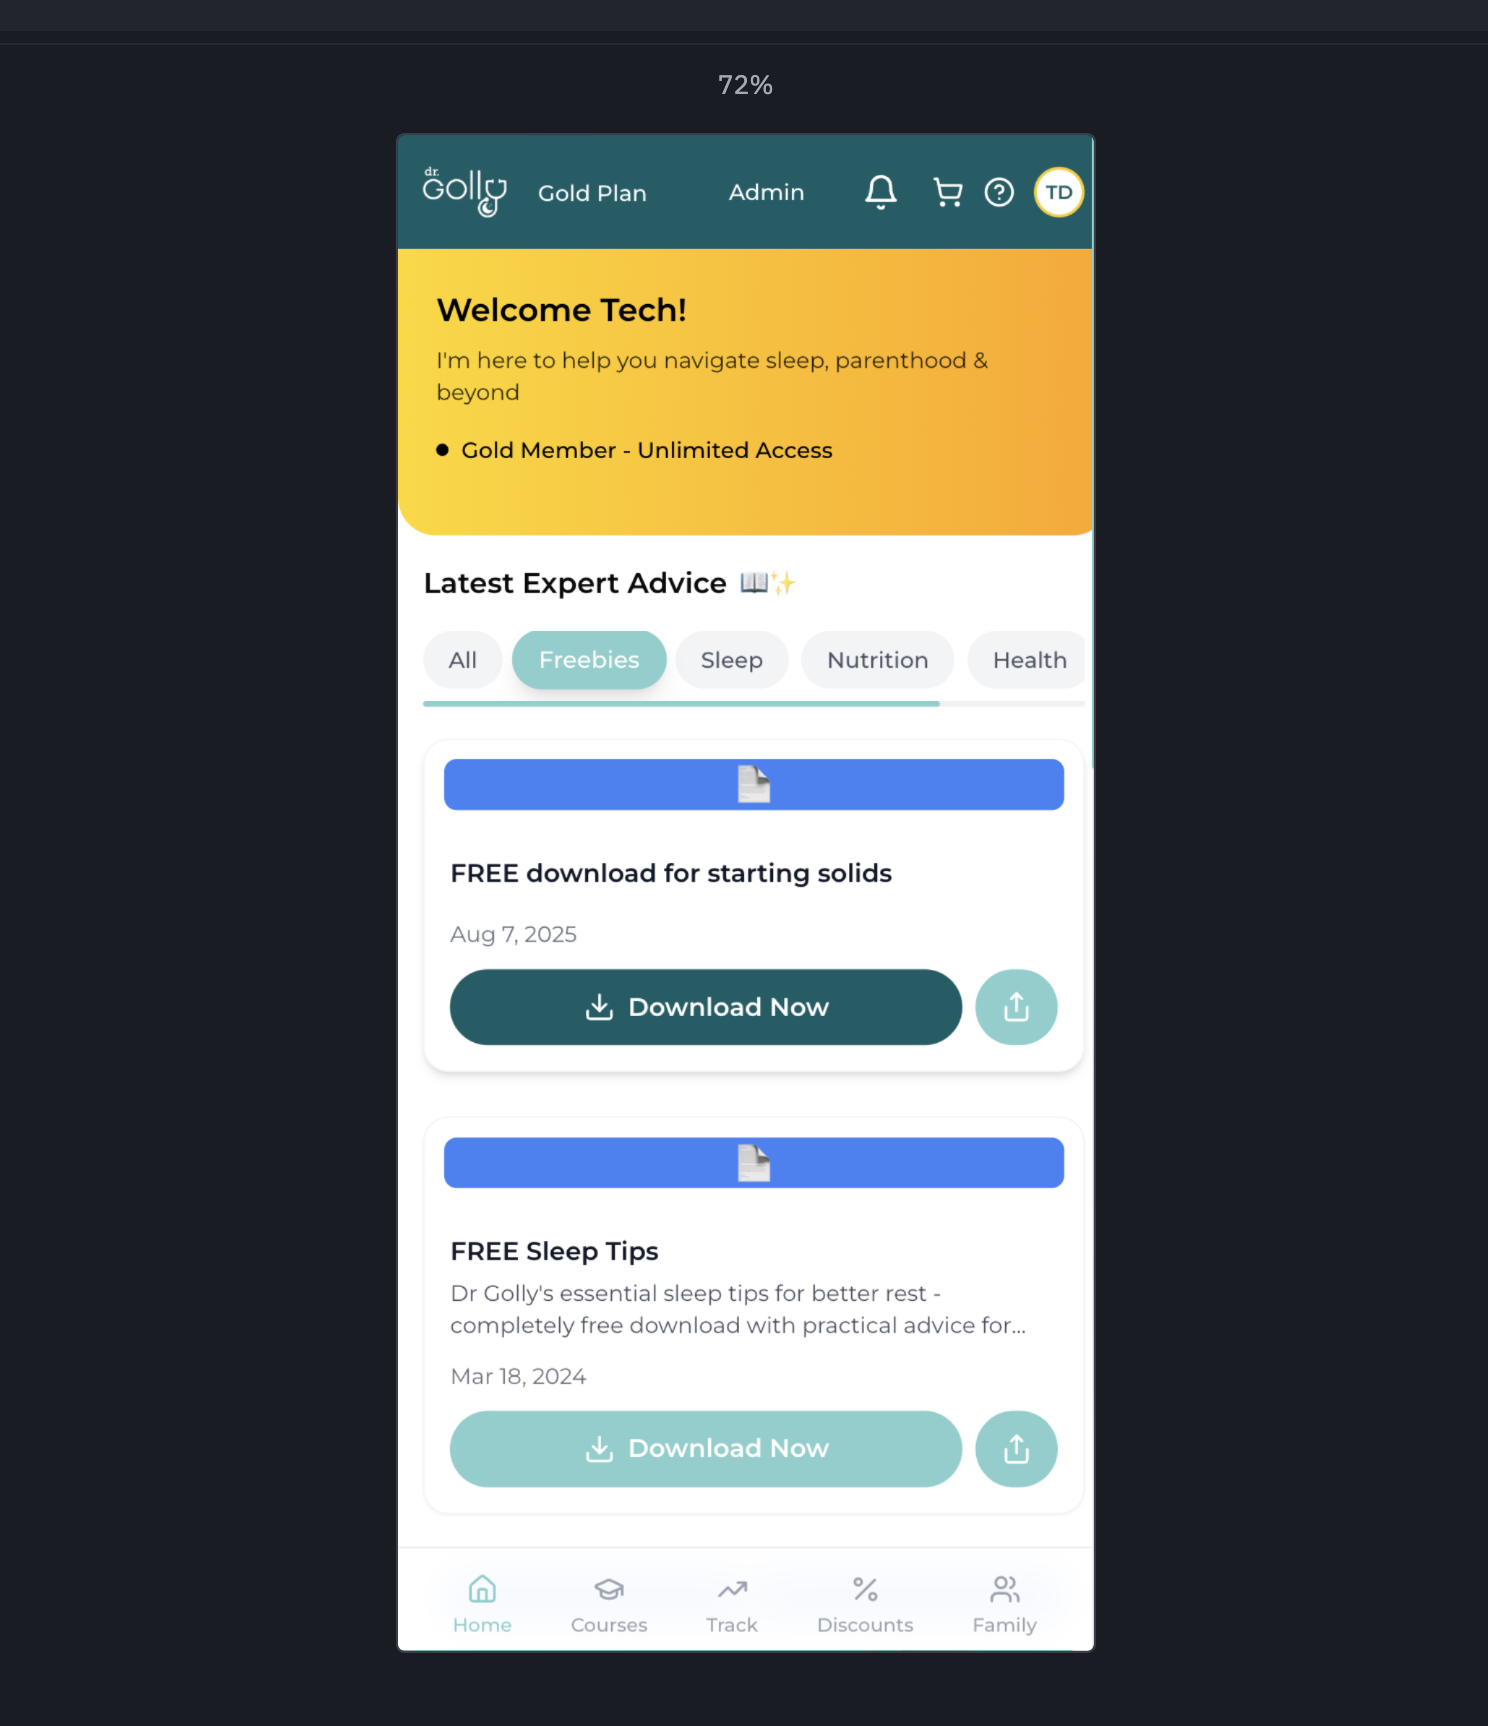 72%
dr.
Golly
Gold Plan
Admin
TD
Welcome Tech!
I'm here to help you navigate sleep, parenthood &
beyond
Gold Member - Unlimited Access
Latest Expert Advice 📖✨
All
Freebies
Sleep
Nutrition
Health
FREE download for starting solids
Aug 7, 2025
Download Now
FREE Sleep Tips
Dr Golly's essential sleep tips for better rest -
completely free download with practical advice for...
Mar 18, 2024
Download Now
Home
Courses
Track
Discounts
Family